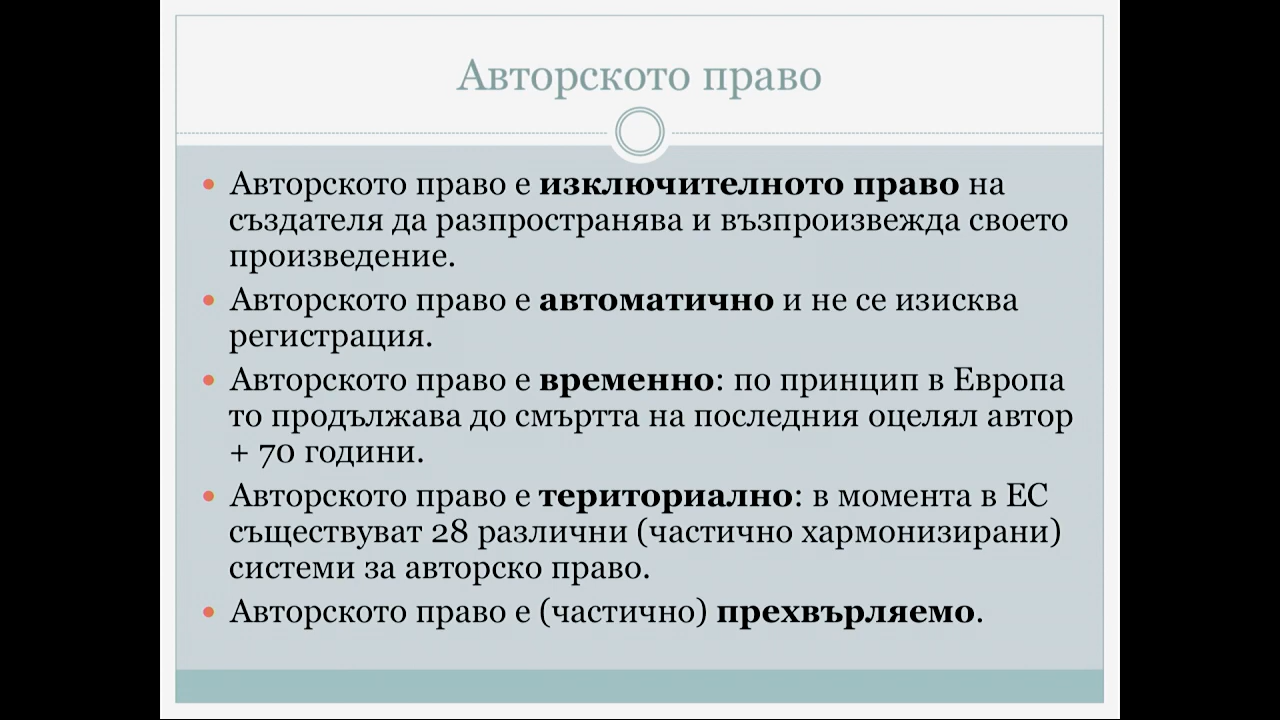 Авторското право
• Авторското право е изключителното право на
създателя да разпространява и възпроизвежда своето
произведение.
• Авторското право е автоматично и не се изисква
регистрация.
• Авторското право е временно: по принцип в Европа
то продължава до смъртта на последния оцелял автор
+ 70 години.
• Авторското право е териториално: в момента в ЕС
съществуват 28 различни (частично хармонизирани)
системи за авторско право.
• Авторското право е (частично) прехвърляемо.